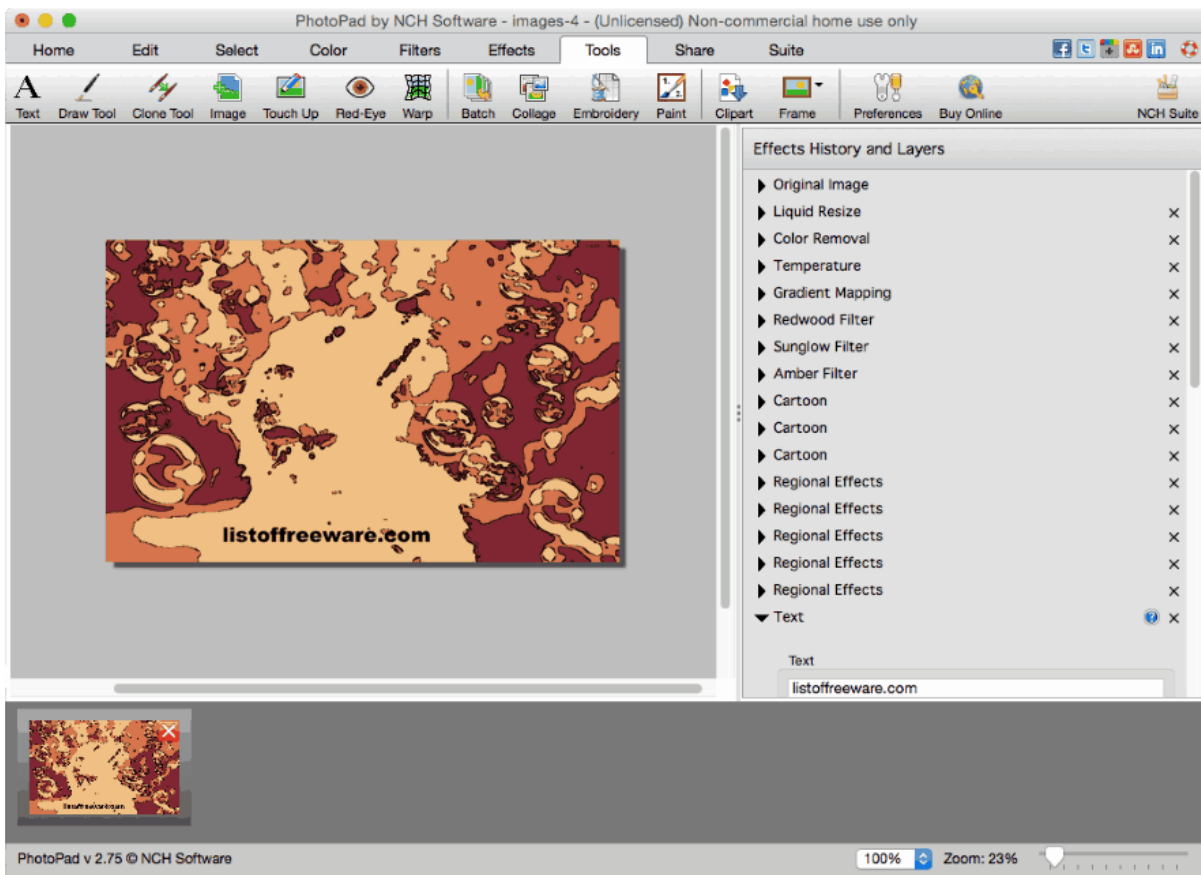 PhotoPad by NCH Software - images-4 - (Unlicensed) Non-commercial home use only
Home Edit Select Color Filters Effects Tools Share Suite
Text Draw Tool Clone Tool Image Touch Up Red-Eye Warp Batch Collage Embroidery Paint Clipart Frame Preferences Buy Online NCH Suite
Effects History and Layers
Original Image
Liquid Resize
Color Removal
Temperature
Gradient Mapping
Redwood Filter
Sunglow Filter
Amber Filter
Cartoon
Cartoon
Cartoon
Regional Effects
Regional Effects
Regional Effects
Regional Effects
Regional Effects
Text
Text
listoffreeware.com
listoffreeware.com
listoffreeware.com
PhotoPad v 2.75 © NCH Software
100% Zoom: 23%